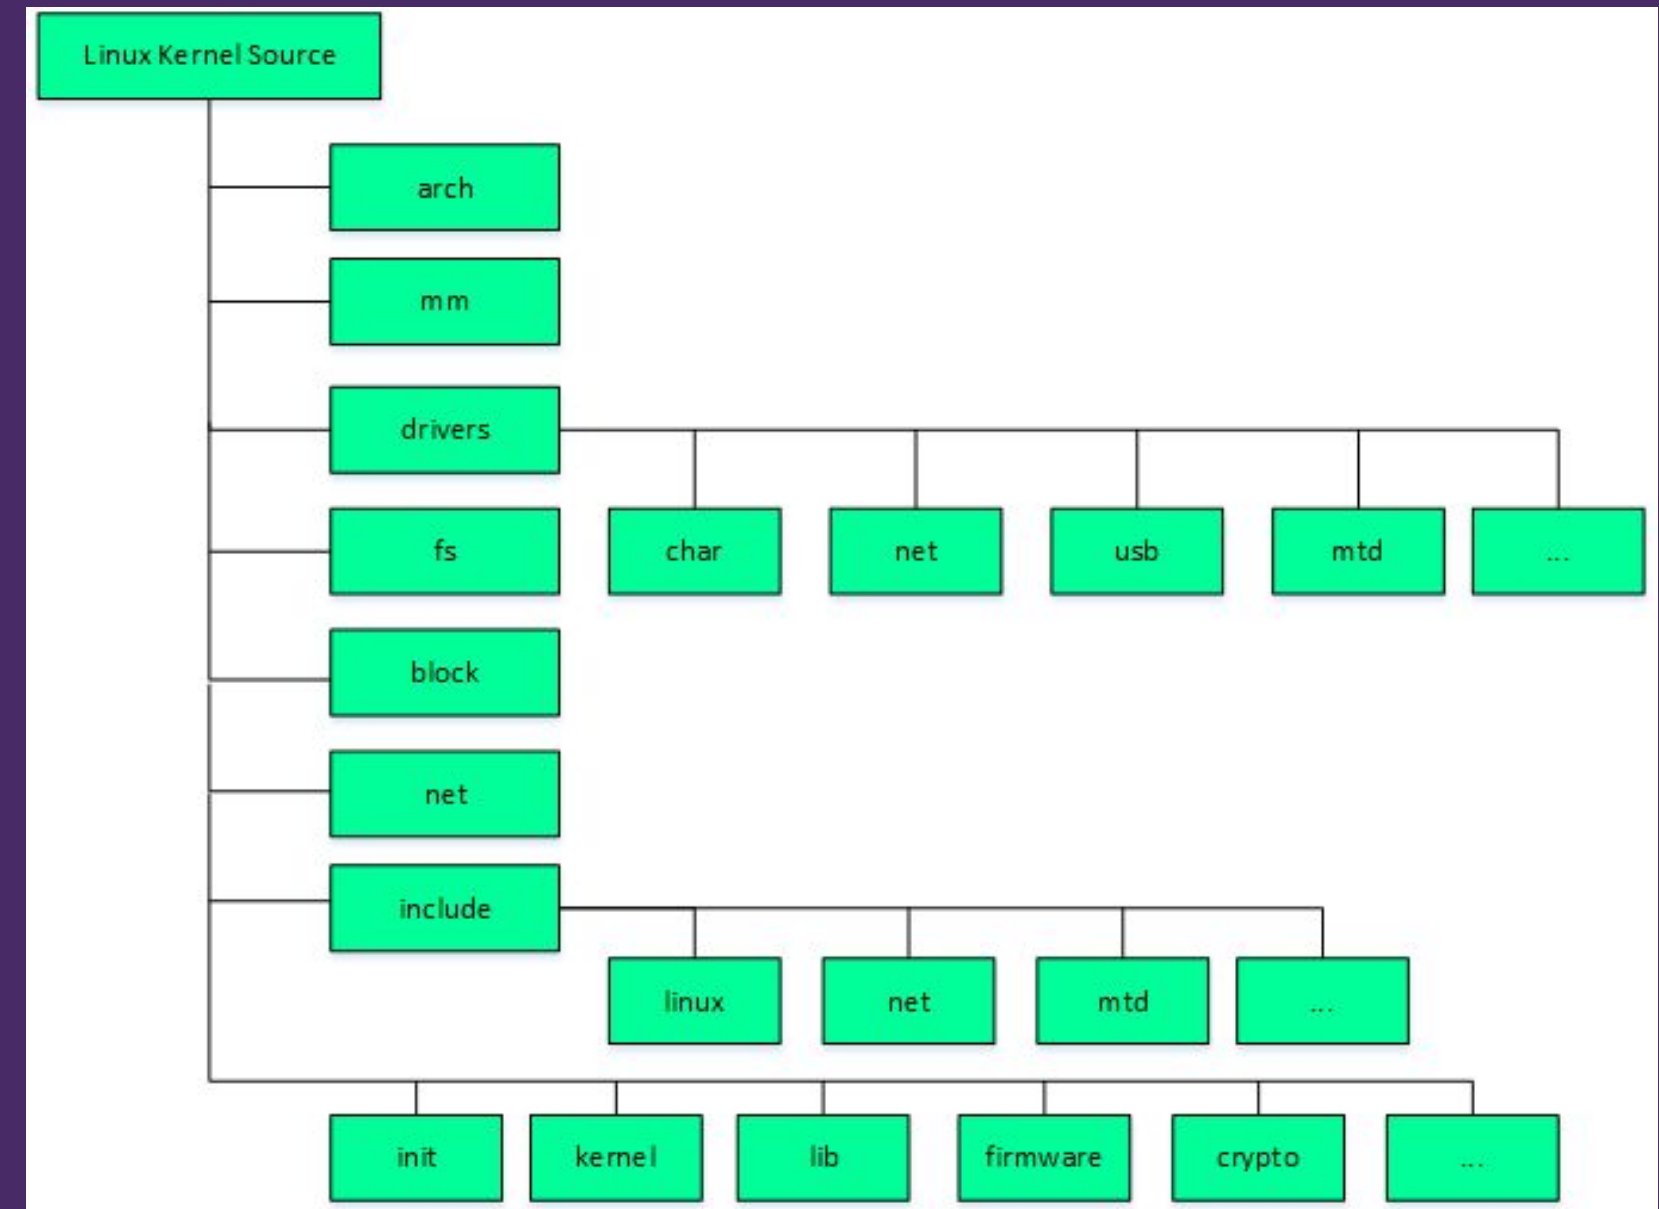 Linux Kernel Source
arch
mm
drivers
fs
char
net
usb
mtd
...
block
net
include
linux
net
mtd
...
init
kernel
lib
firmware
crypto
...